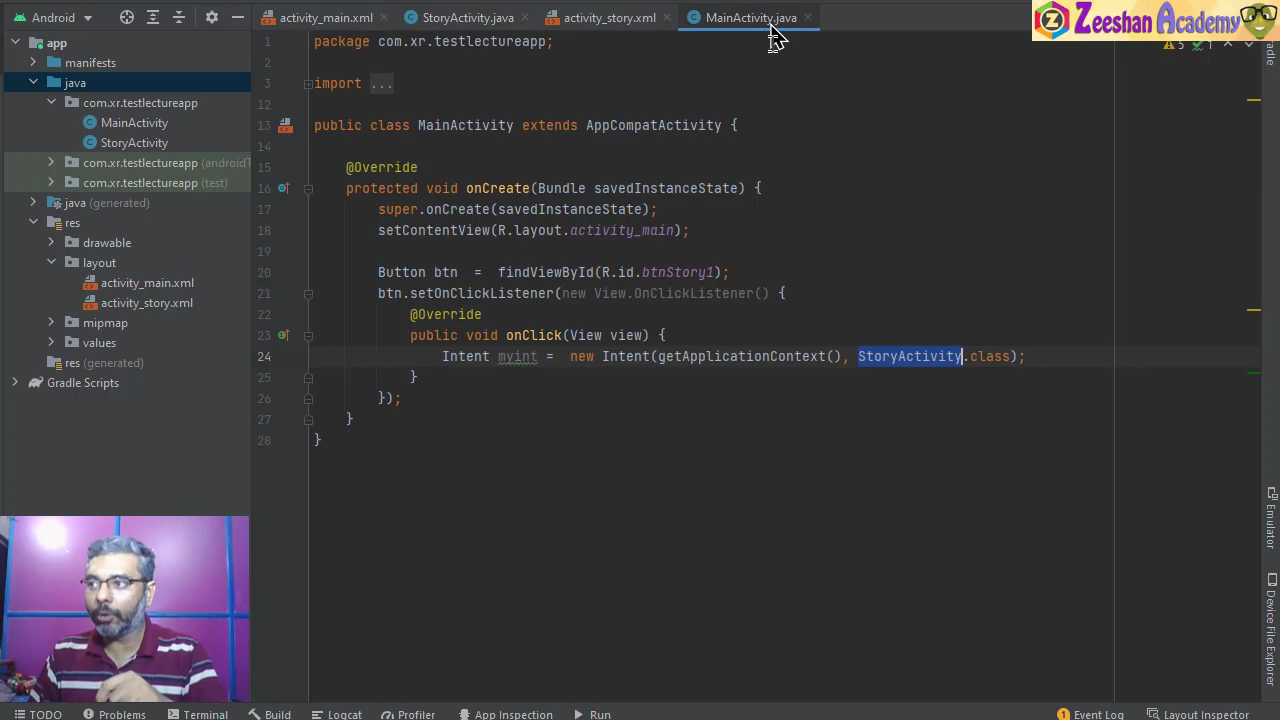 Android
activity_main.xml
StoryActivity.java
activity_story.xml
MainActivity.java
Zeeshan Academy
app
manifests
java
com.xr.testlectureapp
MainActivity
StoryActivity
com.xr.testlectureapp (androidT
com.xr.testlectureapp (test)
java (generated)
res
drawable
layout
activity_main.xml
activity_story.xml
mipmap
values
res (generated)
Gradle Scripts
1 package com.xr.testlectureapp;
2
3 import ...
12
13 public class MainActivity extends AppCompatActivity {
14
15 @Override
16 protected void onCreate(Bundle savedInstanceState) {
17 super.onCreate(savedInstanceState);
18 setContentView(R.layout.activity_main);
19
20 Button btn = findViewById(R.id.btnStory1);
21 btn.setOnClickListener(new View.OnClickListener() {
22 @Override
23 public void onClick(View view) {
24 Intent myint = new Intent(getApplicationContext(), StoryActivity.class);
25 }
26 });
27 }
28 }
5 1
adle
Emulator
Device File Explorer
TODO Problems Terminal Build Logcat Profiler App Inspection Run 1 Event Log Layout Inspector